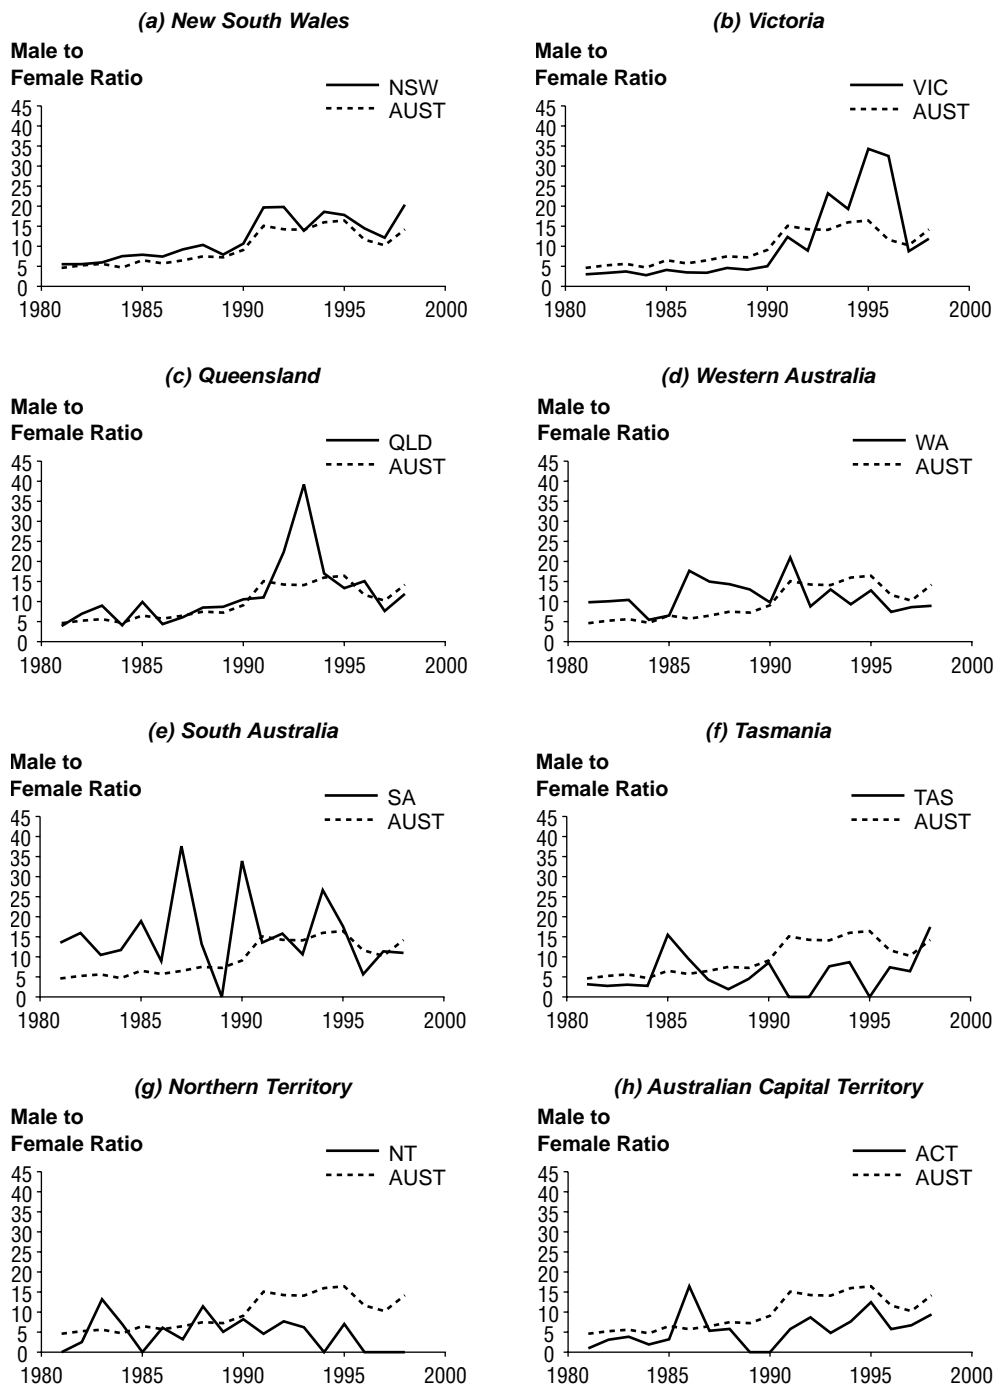 (a) New South Wales
Male to
Female Ratio
NSW
AUST
45
40
35
30
25
20
15
10
5
0
1980 1985 1990 1995 2000
(b) Victoria
Male to
Female Ratio
VIC
AUST
45
40
35
30
25
20
15
10
5
0
1980 1985 1990 1995 2000
(c) Queensland
Male to
Female Ratio
QLD
AUST
45
40
35
30
25
20
15
10
5
0
1980 1985 1990 1995 2000
(d) Western Australia
Male to
Female Ratio
WA
AUST
45
40
35
30
25
20
15
10
5
0
1980 1985 1990 1995 2000
(e) South Australia
Male to
Female Ratio
SA
AUST
45
40
35
30
25
20
15
10
5
0
1980 1985 1990 1995 2000
(f) Tasmania
Male to
Female Ratio
TAS
AUST
45
40
35
30
25
20
15
10
5
0
1980 1985 1990 1995 2000
(g) Northern Territory
Male to
Female Ratio
NT
AUST
45
40
35
30
25
20
15
10
5
0
1980 1985 1990 1995 2000
(h) Australian Capital Territory
Male to
Female Ratio
ACT
AUST
45
40
35
30
25
20
15
10
5
0
1980 1985 1990 1995 2000